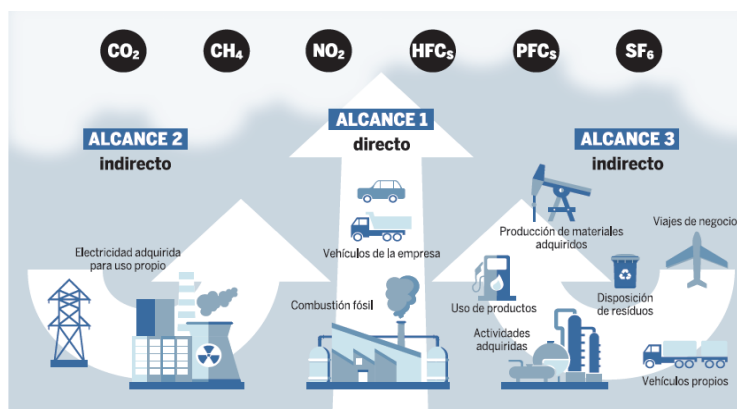 CO₂ CH₄ NO₂ HFCs PFCs SF₆
ALCANCE 2
indirecto
ALCANCE 1
directo
ALCANCE 3
indirecto
Electricidad adquirida
para uso propio
Vehículos de la empresa
Combustión fósil
Producción de materiales
adquiridos
Viajes de negocio
Uso de productos
Disposición
de resíduos
Actividades
adquiridas
Vehículos propios